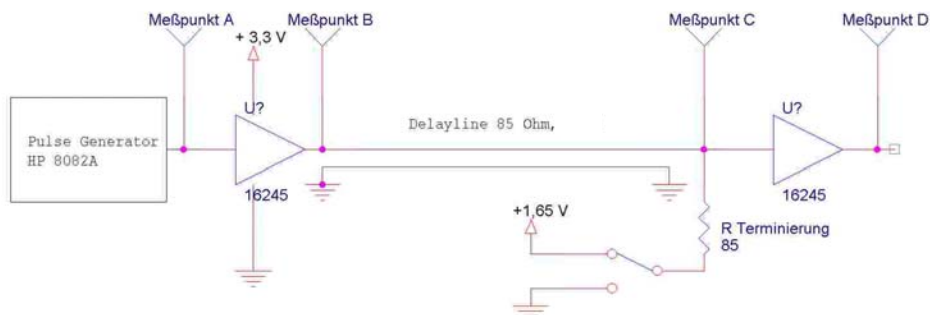 Meßpunkt A
Meßpunkt B
Meßpunkt C
Meßpunkt D
+ 3,3 V
U?
U?
Pulse Generator
HP 8082A
Delayline 85 Ohm,
16245
16245
+1,65 V
R Terminierung
85